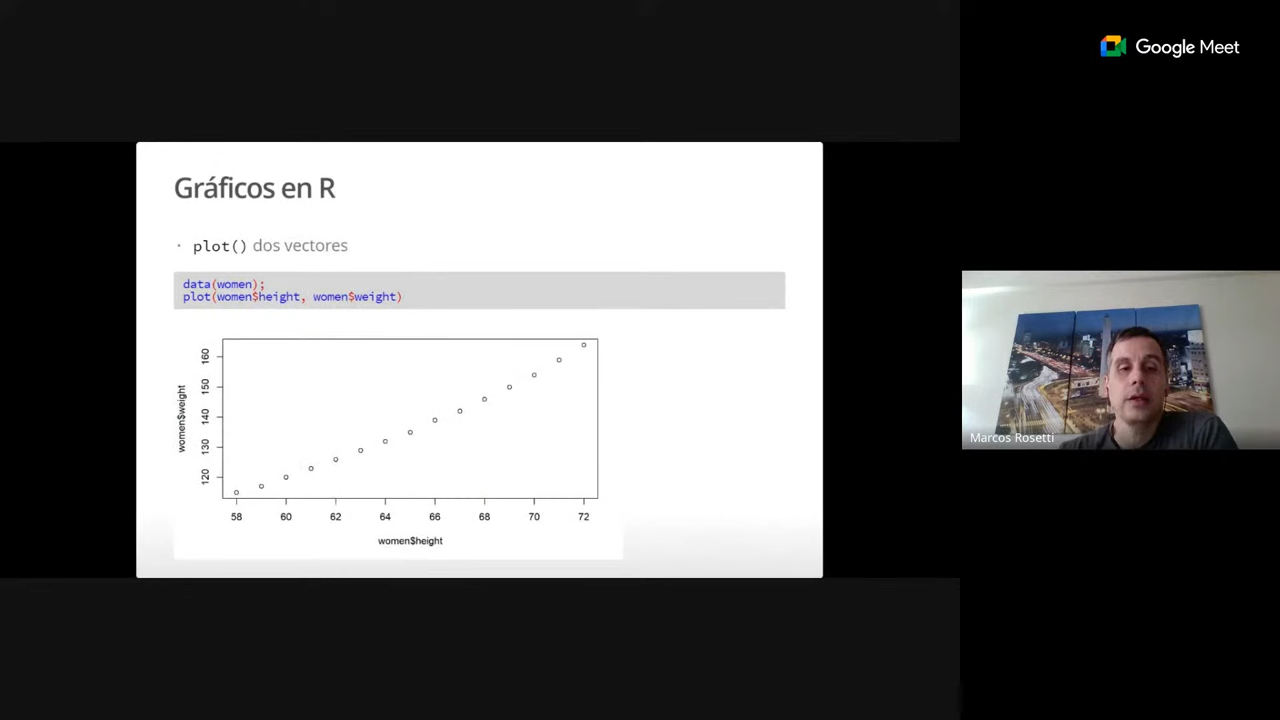 Google Meet
Gráficos en R
· plot() dos vectores
data(women);
plot(women$height, women$weight)
160
150
140
130
120
women$weight
58 60 62 64 66 68 70 72
women$height
Marcos Rosetti